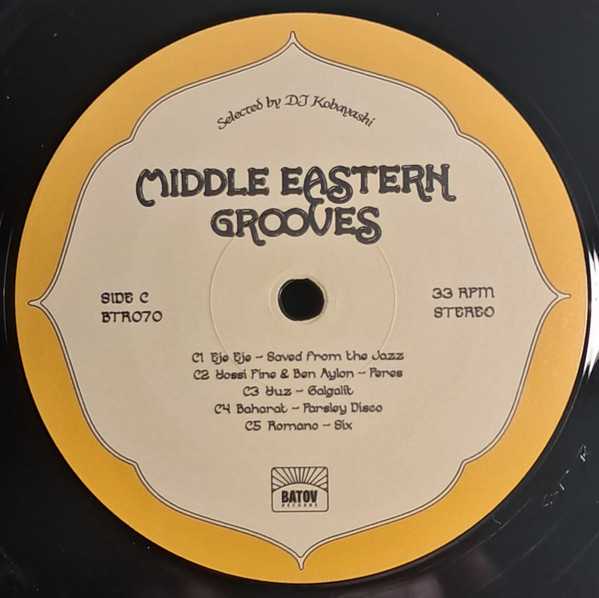 Selected by DJ Kobayashi
MIDDLE EASTERN
GROOVES
SIDE C
BTR070
33 RPM
STEREO
C1 Eje Eje – Saved from the Jazz
C2 Yossi Fine & Ben Aylon – Peres
C3 Yuz – Galgalit
C4 Baharat – Parsley Disco
C5 Romano – Six
BATOV
RECORDS